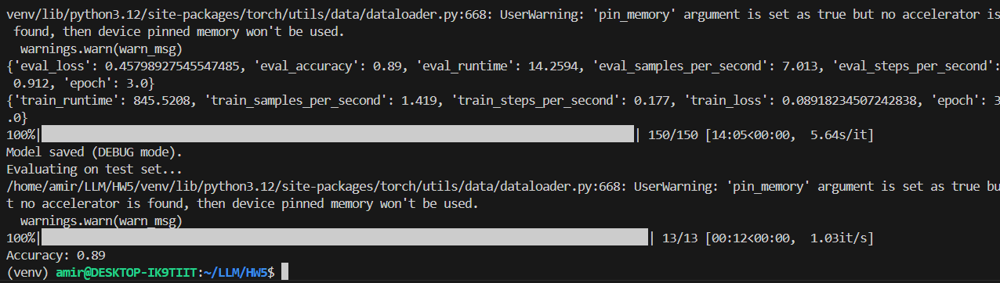 venv/lib/python3.12/site-packages/torch/utils/data/dataloader.py:668: UserWarning: 'pin_memory' argument is set as true but no accelerator is
 found, then device pinned memory won't be used.
  warnings.warn(warn_msg)
{'eval_loss': 0.45798927545547485, 'eval_accuracy': 0.89, 'eval_runtime': 14.2594, 'eval_samples_per_second': 7.013, 'eval_steps_per_second':
 0.912, 'epoch': 3.0}
{'train_runtime': 845.5208, 'train_samples_per_second': 1.419, 'train_steps_per_second': 0.177, 'train_loss': 0.08918234507242838, 'epoch': 3
.0}
100%|| 150/150 [14:05<00:00,  5.64s/it]
Model saved (DEBUG mode).
Evaluating on test set...
/home/amir/LLM/HW5/venv/lib/python3.12/site-packages/torch/utils/data/dataloader.py:668: UserWarning: 'pin_memory' argument is set as true bu
t no accelerator is found, then device pinned memory won't be used.
  warnings.warn(warn_msg)
100%|| 13/13 [00:12<00:00,  1.03it/s]
Accuracy: 0.89
(venv) amir@DESKTOP-IK9TIIT:~/LLM/HW5$